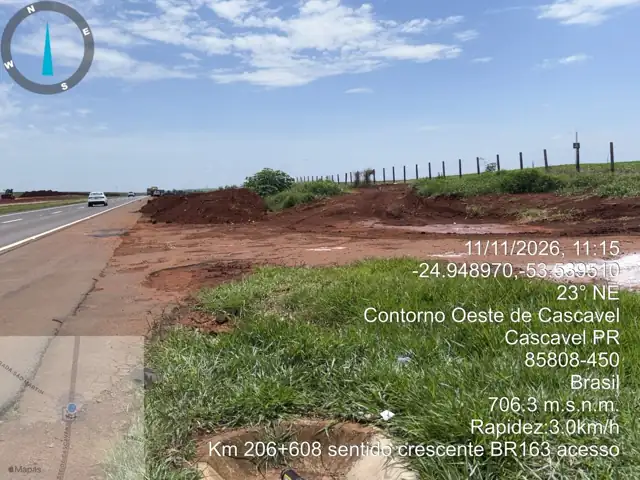 N
E
W
S
11/11/2026, 11:15
-24.948970,-53.539510
23° NE
Contorno Oeste de Cascavel
Cascavel PR
85808-450
Brasil
706.3 m.s.n.m.
Rapidez:3.0km/h
Km 206+608 sentido crescente BR163 acesso
Mapas